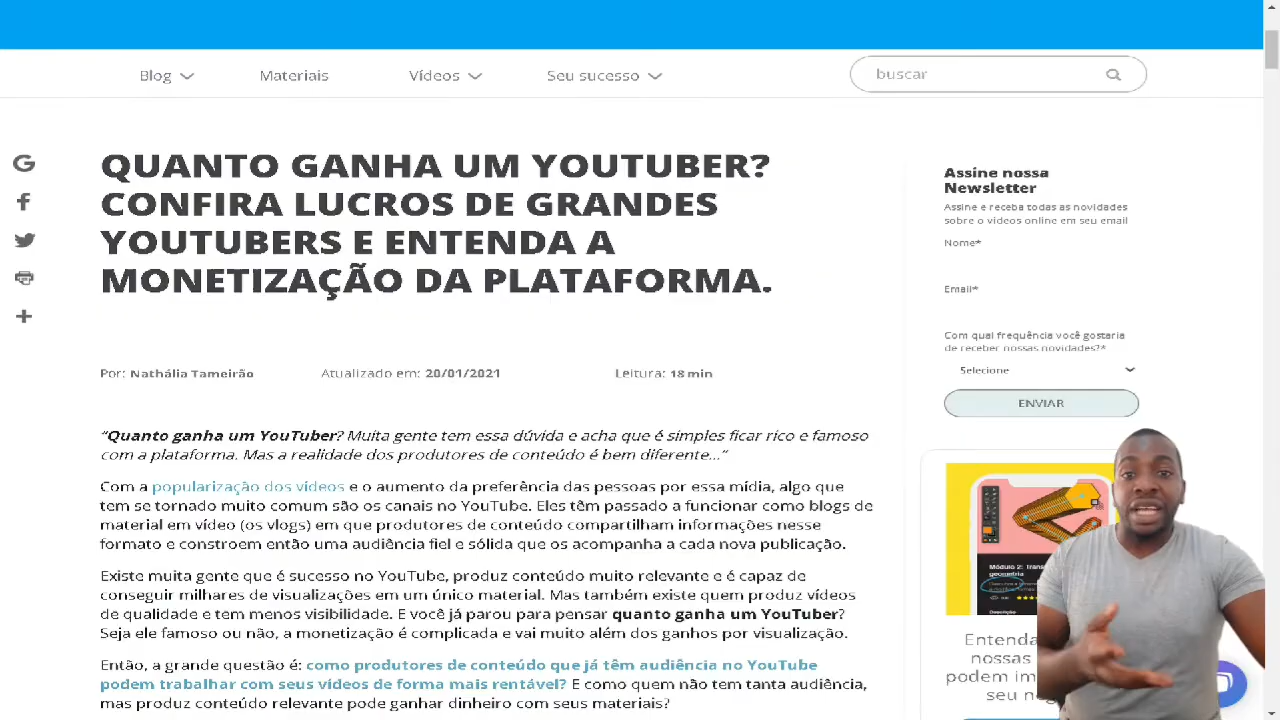 Blog
Materiais
Vídeos
Seu sucesso
buscar
QUANTO GANHA UM YOUTUBER?
CONFIRA LUCROS DE GRANDES
YOUTUBERS E ENTENDA A
MONETIZAÇÃO DA PLATAFORMA.
Por: Nathália Tameirão
Atualizado em: 20/01/2021
Leitura: 18 min
“Quanto ganha um YouTuber? Muita gente tem essa dúvida e acha que é simples ficar rico e famoso
com a plataforma. Mas a realidade dos produtores de conteúdo é bem diferente...”
Com a popularização dos vídeos e o aumento da preferência das pessoas por essa mídia, algo que
tem se tornado muito comum são os canais no YouTube. Eles têm passado a funcionar como blogs de
material em vídeo (os vlogs) em que produtores de conteúdo compartilham informações nesse
formato e constroem então uma audiência fiel e sólida que os acompanha a cada nova publicação.
Existe muita gente que é famosa no YouTube, produz conteúdo muito relevante e é capaz de
conseguir milhares de visualizações em um único material. Mas também existe quem produz vídeos
de qualidade e tem menos visibilidade. E você já parou para pensar quanto ganha um YouTuber?
Seja ele famoso ou não, a monetização é complicada e vai muito além dos ganhos por visualização.
Então, a grande questão é: como produtores de conteúdo que já têm audiência no YouTube
podem trabalhar com seus vídeos de forma mais rentável? E como quem não tem tanta audiência,
mas produz conteúdo relevante pode ganhar dinheiro com seus materiais?
Assine nossa
Newsletter
Assine e receba todas as novidades
sobre o vídeos online em seu email
Nome*
Email*
Com qual frequência você gostaria
de receber nossas novidades?*
Selecione
ENVIAR
Módulo 2:
geometria
Descrição
Entenda
nossas
podem
seu